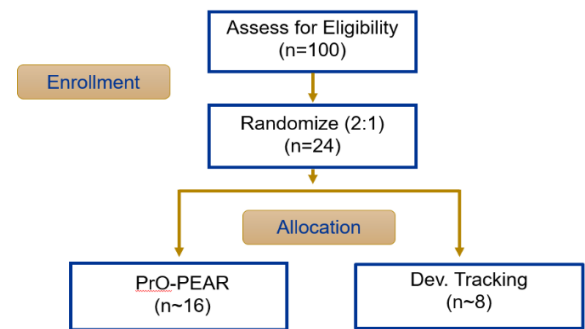 Assess for Eligibility
(n=100)
Enrollment
Randomize (2:1)
(n=24)
Allocation
PrO-PEAR
(n~16)
Dev. Tracking
(n~8)